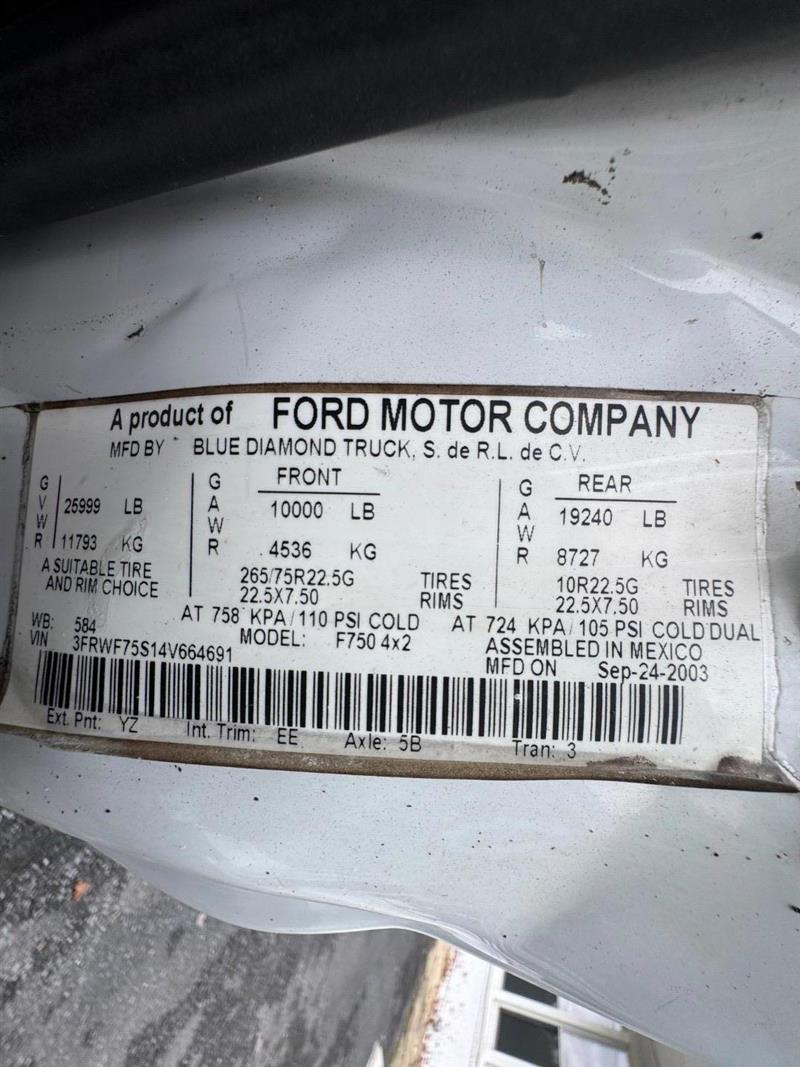 A product of FORD MOTOR COMPANY
MFD BY BLUE DIAMOND TRUCK, S. de R.L. de C.V.
GVWR 25999 LB 11793 KG
A SUITABLE TIRE AND RIM CHOICE
GAWR FRONT 10000 LB 4536 KG
265/75R22.5G TIRES
22.5X7.50 RIMS
AT 758 KPA/110 PSI COLD
GAWR REAR 19240 LB 8727 KG
10R22.5G TIRES
22.5X7.50 RIMS
AT 724 KPA/105 PSI COLD DUAL
WB: 584
VIN 3FRWF75S14V664691
MODEL: F750 4x2
ASSEMBLED IN MEXICO
MFD ON Sep-24-2003
Ext. Pnt: YZ Int. Trim: EE Axle: 5B Tran: 3